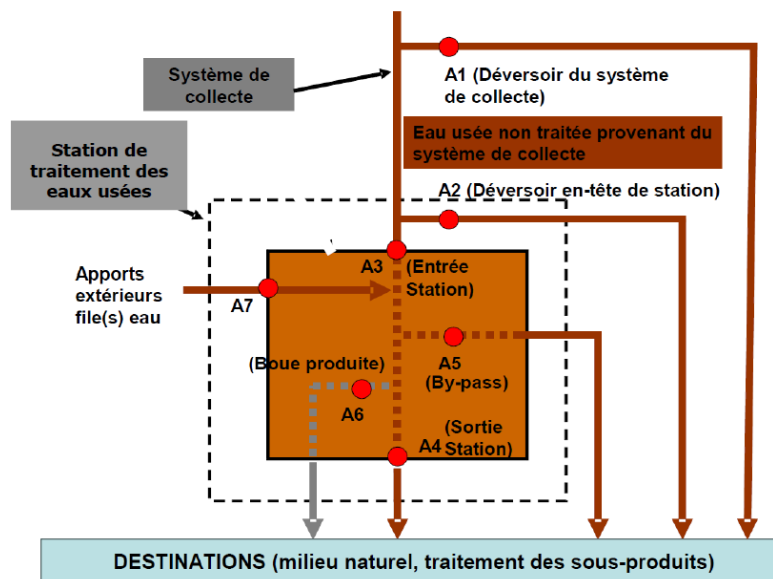 Système de
collecte
A1 (Déversoir du système
de collecte)
Eau usée non traitée provenant du
système de collecte
Station de
traitement des
eaux usées
A2 (Déversoir en-tête de station)
A3
(Entrée
Station)
Apports
extérieurs
file(s) eau
A7
(Boue produite)
A5
(By-pass)
A6
(Sortie
Station)
A4
DESTINATIONS (milieu naturel, traitement des sous-produits)